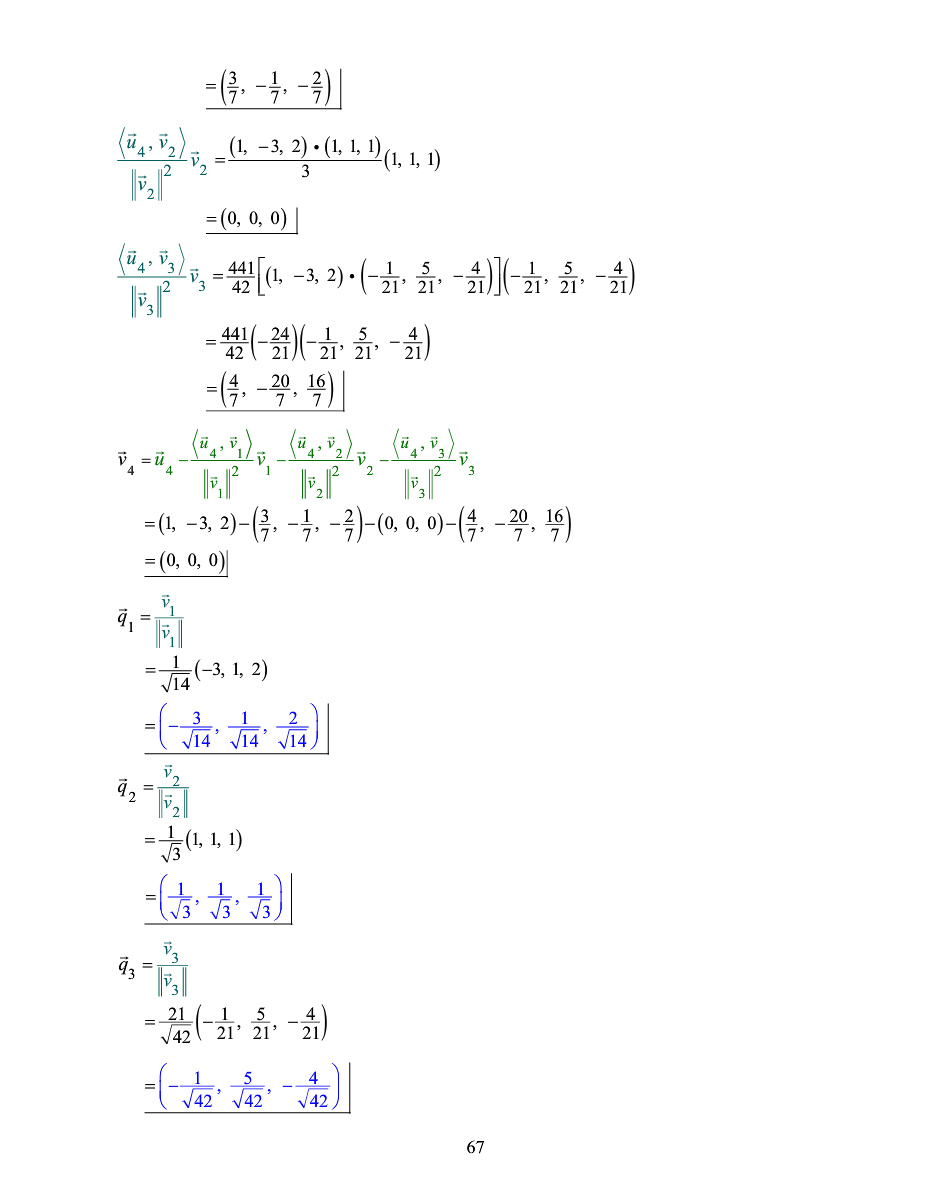 = (3/7, −1/7, −2/7)
⟨u⃗₄, v⃗₂⟩/‖v⃗₂‖² v⃗₂ = (1, −3, 2)•(1, 1, 1)/3 (1, 1, 1)
= (0, 0, 0)
⟨u⃗₄, v⃗₃⟩/‖v⃗₃‖² v⃗₃ = 441/42 [(1, −3, 2)•(−1/21, 5/21, −4/21)](−1/21, 5/21, −4/21)
= 441/42 (−24/21)(−1/21, 5/21, −4/21)
= (4/7, −20/7, 16/7)
v⃗₄ = u⃗₄ − ⟨u⃗₄, v⃗₁⟩/‖v⃗₁‖² v⃗₁ − ⟨u⃗₄, v⃗₂⟩/‖v⃗₂‖² v⃗₂ − ⟨u⃗₄, v⃗₃⟩/‖v⃗₃‖² v⃗₃
= (1, −3, 2) − (3/7, −1/7, −2/7) − (0, 0, 0) − (4/7, −20/7, 16/7)
= (0, 0, 0)
q⃗₁ = v⃗₁/‖v⃗₁‖
= 1/√14 (−3, 1, 2)
= (−3/√14, 1/√14, 2/√14)
q⃗₂ = v⃗₂/‖v⃗₂‖
= 1/√3 (1, 1, 1)
= (1/√3, 1/√3, 1/√3)
q⃗₃ = v⃗₃/‖v⃗₃‖
= 21/√42 (−1/21, 5/21, −4/21)
= (−1/√42, 5/√42, −4/√42)
67